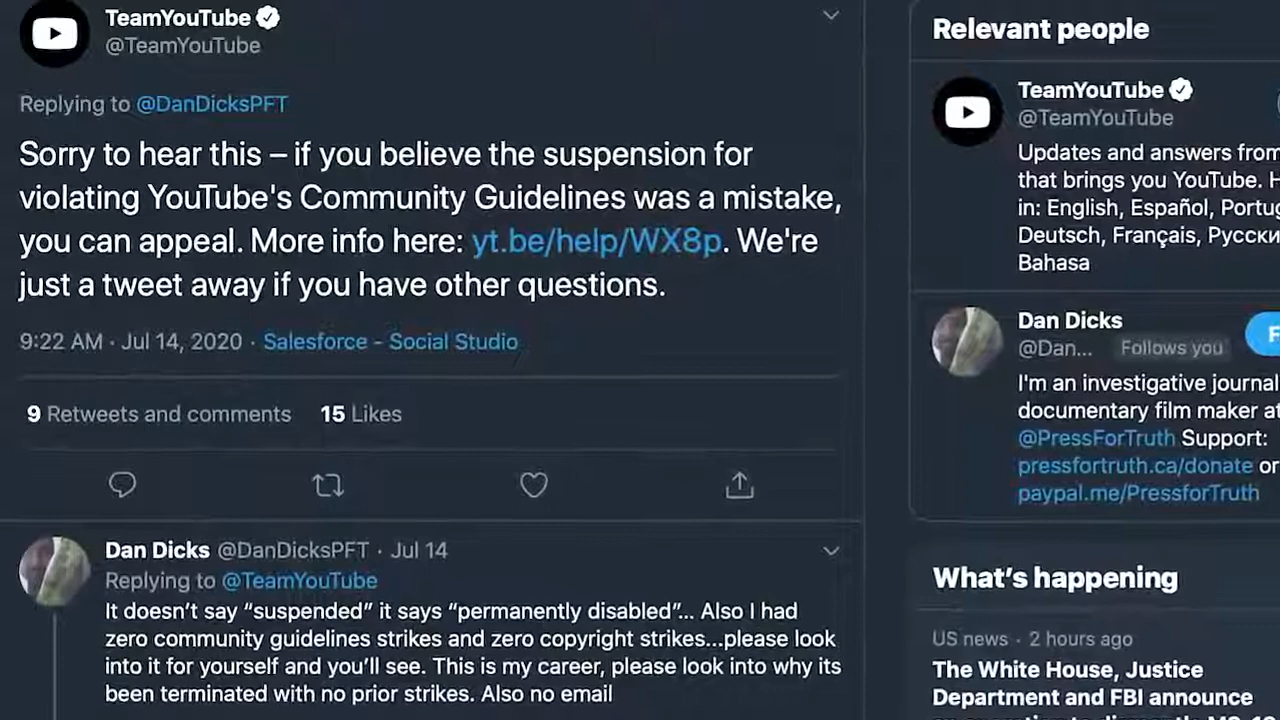 TeamYouTube
@TeamYouTube
Replying to @DanDicksPFT
Sorry to hear this – if you believe the suspension for
violating YouTube's Community Guidelines was a mistake,
you can appeal. More info here: yt.be/help/WX8p. We're
just a tweet away if you have other questions.
9:22 AM · Jul 14, 2020 · Salesforce - Social Studio
9 Retweets and comments 15 Likes
Dan Dicks @DanDicksPFT · Jul 14
Replying to @TeamYouTube
It doesn't say “suspended” it says “permanently disabled”... Also I had
zero community guidelines strikes and zero copyright strikes...please look
into it for yourself and you'll see. This is my career, please look into why its
been terminated with no prior strikes. Also no email
Relevant people
TeamYouTube
@TeamYouTube
Updates and answers from
that brings you YouTube. H
in: English, Español, Portug
Deutsch, Français, Русски
Bahasa
Dan Dicks
@Dan... Follows you
F
I'm an investigative journal
documentary film maker at
@PressForTruth Support:
pressfortruth.ca/donate or
paypal.me/PressforTruth
What's happening
US news · 2 hours ago
The White House, Justice
Department and FBI announce